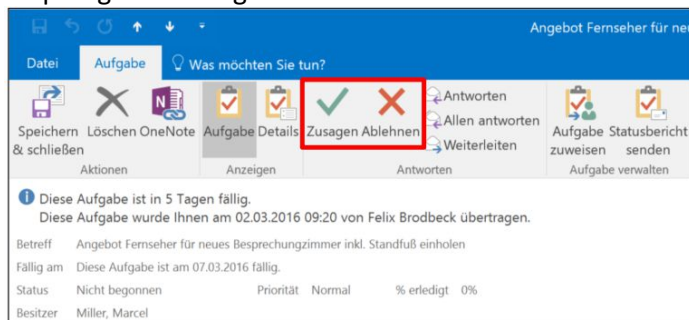 Angebot Fernseher für neu
Datei Aufgabe Was möchten Sie tun?
Speichern & schließen
Löschen
OneNote
Aufgabe
Details
Zusagen
Ablehnen
Antworten
Allen antworten
Weiterleiten
Aufgabe zuweisen
Statusbericht senden
Aktionen Anzeigen Antworten Aufgabe verwalten
Diese Aufgabe ist in 5 Tagen fällig.
Diese Aufgabe wurde Ihnen am 02.03.2016 09:20 von Felix Brodbeck übertragen.
Betreff Angebot Fernseher für neues Besprechungzimmer inkl. Standfuß einholen
Fällig am Diese Aufgabe ist am 07.03.2016 fällig.
Status Nicht begonnen Priorität Normal % erledigt 0%
Besitzer Miller, Marcel